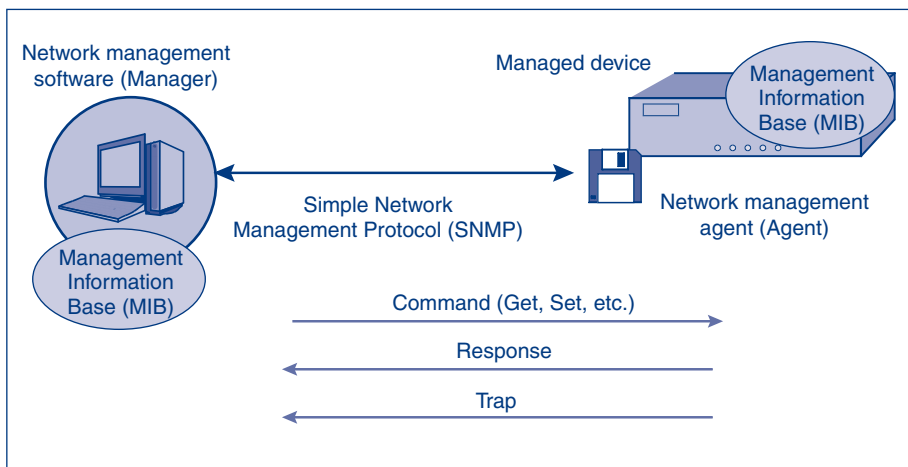 Network management
software (Manager)
Managed device
Management
Information
Base (MIB)
Simple Network
Management Protocol (SNMP)
Network management
agent (Agent)
Management
Information
Base (MIB)
Command (Get, Set, etc.)
Response
Trap